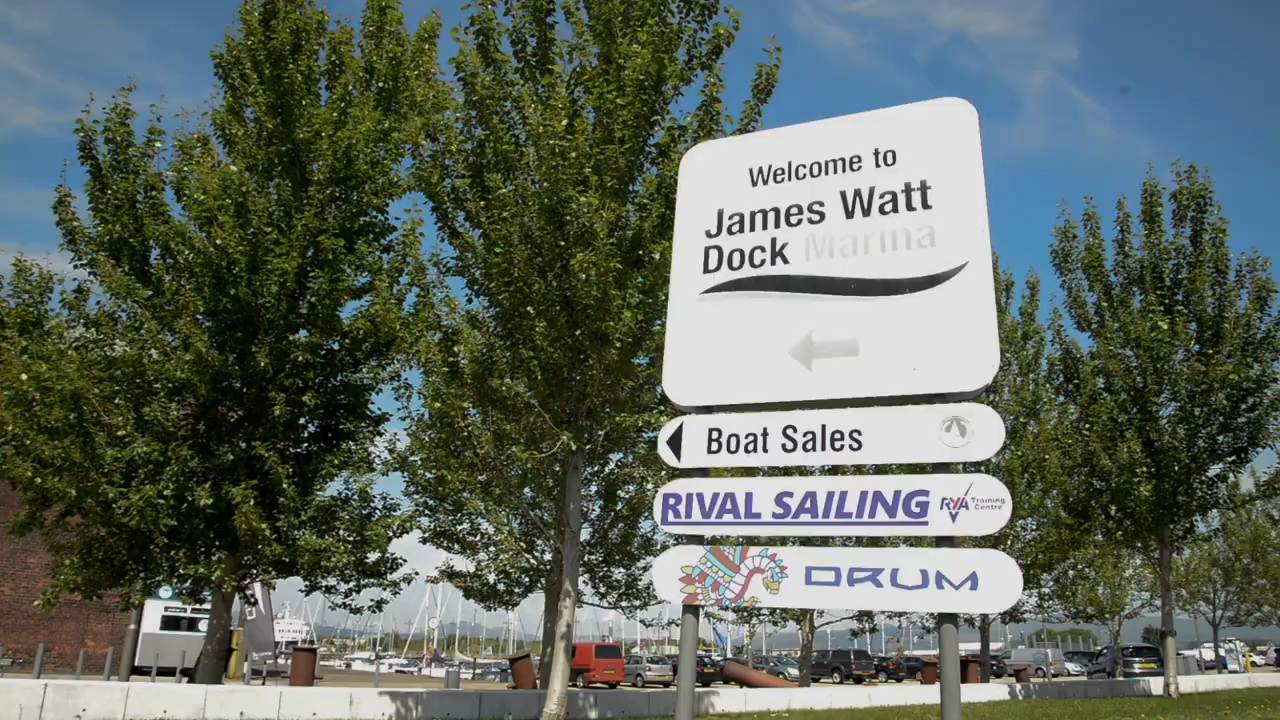 Welcome to
James Watt
Dock Marina
Boat Sales
RIVAL SAILING
RYA Training
Centre
DRUM